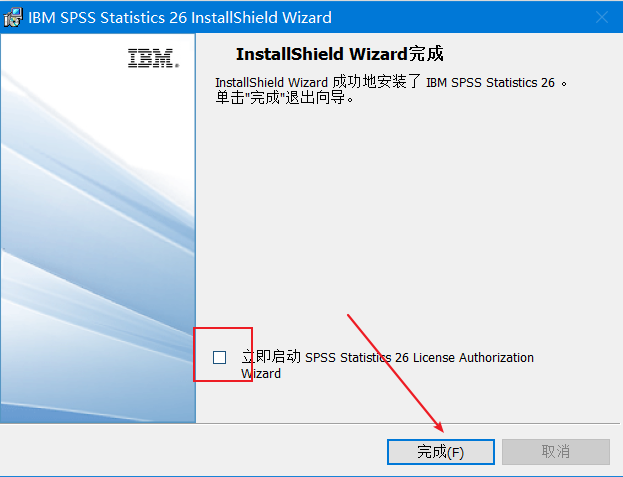 IBM SPSS Statistics 26 InstallShield Wizard
IBM.
InstallShield Wizard完成
InstallShield Wizard 成功地安装了 IBM SPSS Statistics 26 。
单击"完成"退出向导。
立即启动 SPSS Statistics 26 License Authorization
Wizard
完成(F)
取消